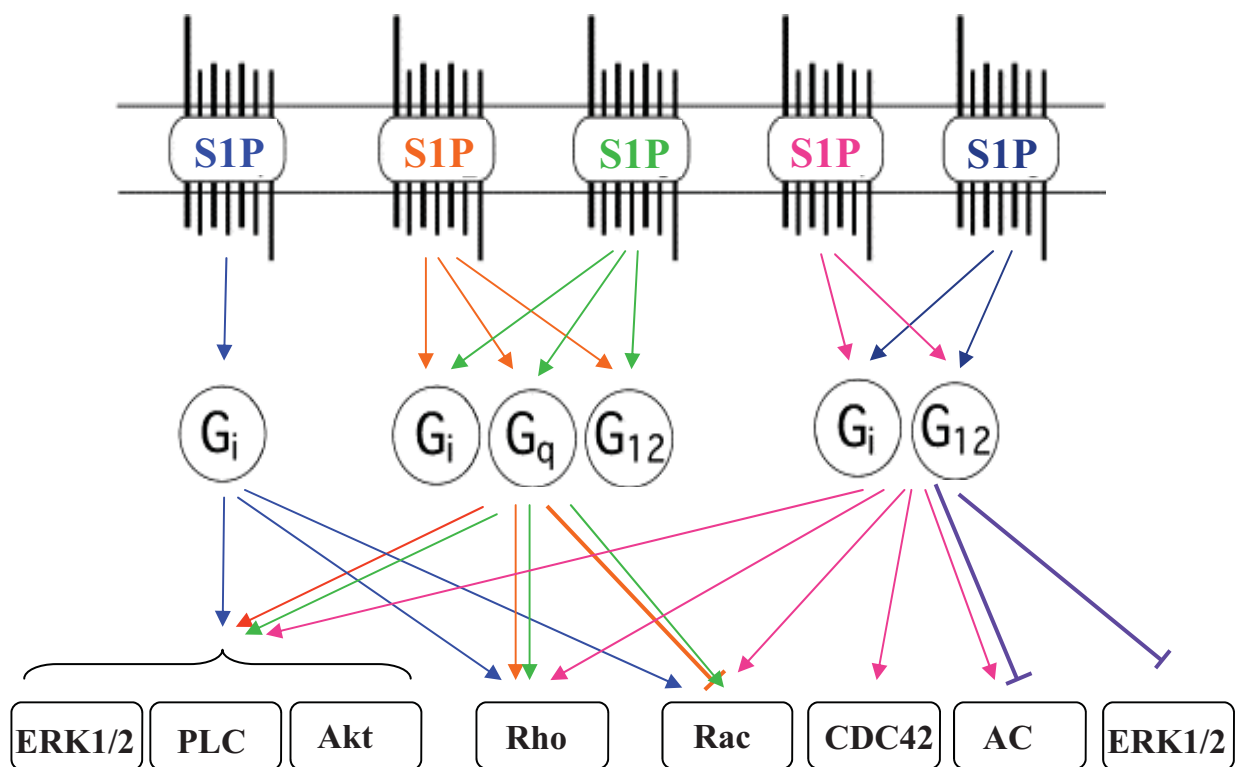 S1P S1P S1P S1P S1P
Gi Gi Gq G12 Gi G12
ERK1/2 PLC Akt Rho Rac CDC42 AC ERK1/2